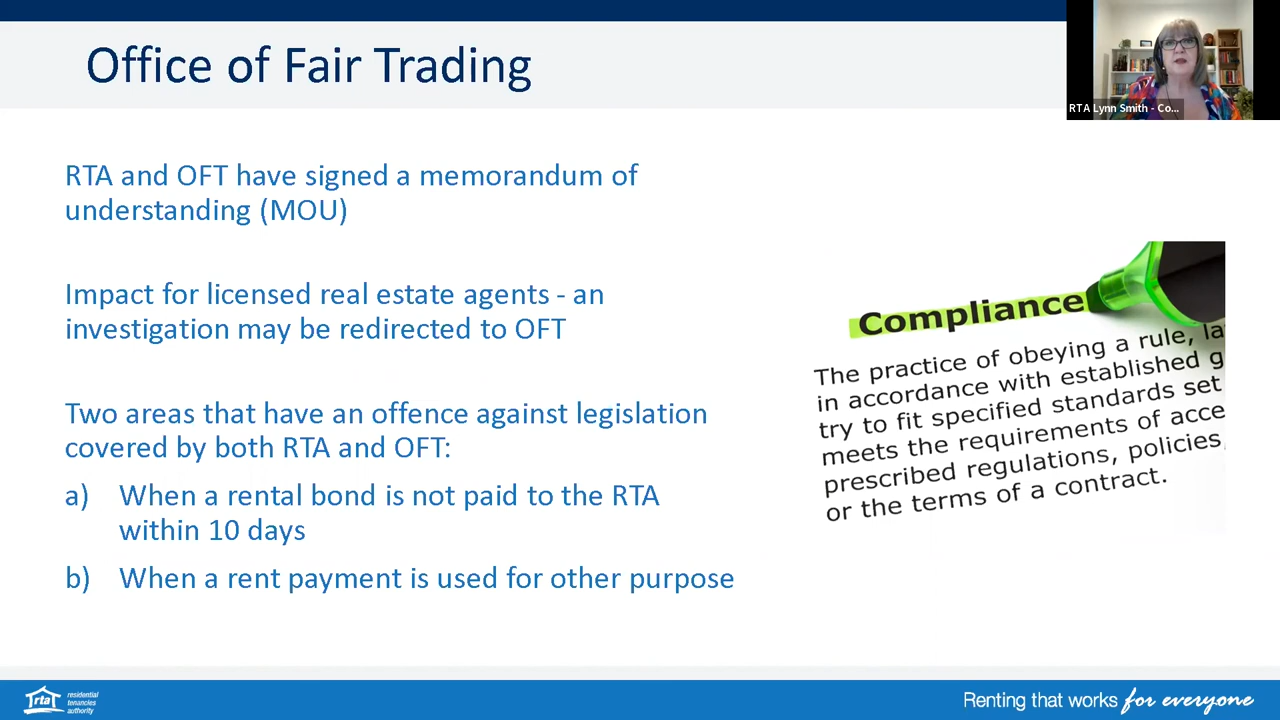 Office of Fair Trading
RTA Lynn Smith - Co...
RTA and OFT have signed a memorandum of
understanding (MOU)
Impact for licensed real estate agents - an
investigation may be redirected to OFT
Two areas that have an offence against legislation
covered by both RTA and OFT:
a) When a rental bond is not paid to the RTA
within 10 days
b) When a rent payment is used for other purpose
Compliance
The practice of obeying a rule, la
in accordance with established g
try to fit specified standards set
meets the requirements of acce
prescribed regulations, policies,
or the terms of a contract.
rta
residential
tenancies
authority
Renting that works for everyone